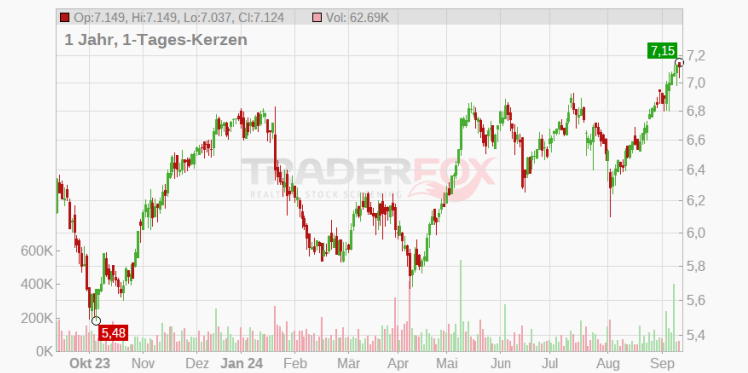 Op:7.149, Hi:7.149, Lo:7.037, Cl:7.124 Vol: 62.69K
1 Jahr, 1-Tages-Kerzen
7,15
7,2
7,0
6,8
6,6
6,4
6,2
6,0
5,8
5,6
5,4
TRADERFOX
REALTIME STOCK SCREENING
600K
400K
200K
0K
5,48
Okt 23 Nov Dez Jan 24 Feb Mär Apr Mai Jun Jul Aug Sep